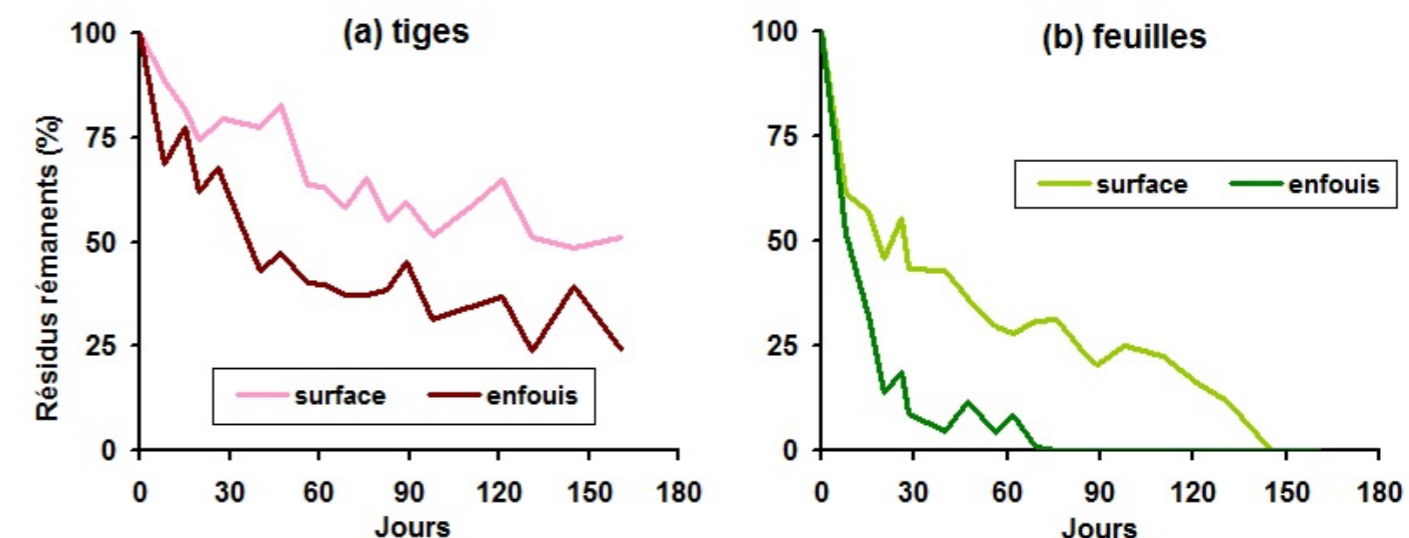 (a) tiges
100
75
50
25
0
Résidus rémanents (%)
surface enfouis
0 30 60 90 120 150 180
Jours
(b) feuilles
100
75
50
25
0
surface enfouis
0 30 60 90 120 150 180
Jours